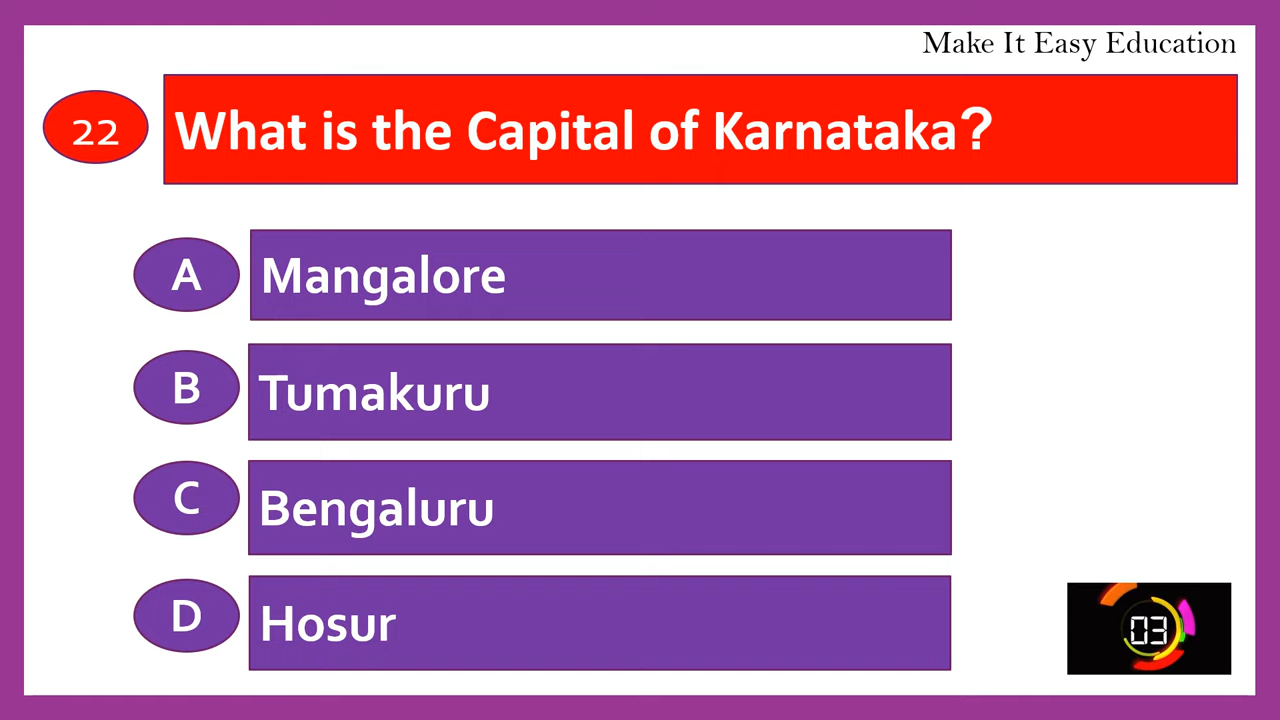 Make It Easy Education
22 What is the Capital of Karnataka?
A Mangalore
B Tumakuru
C Bengaluru
D Hosur
03